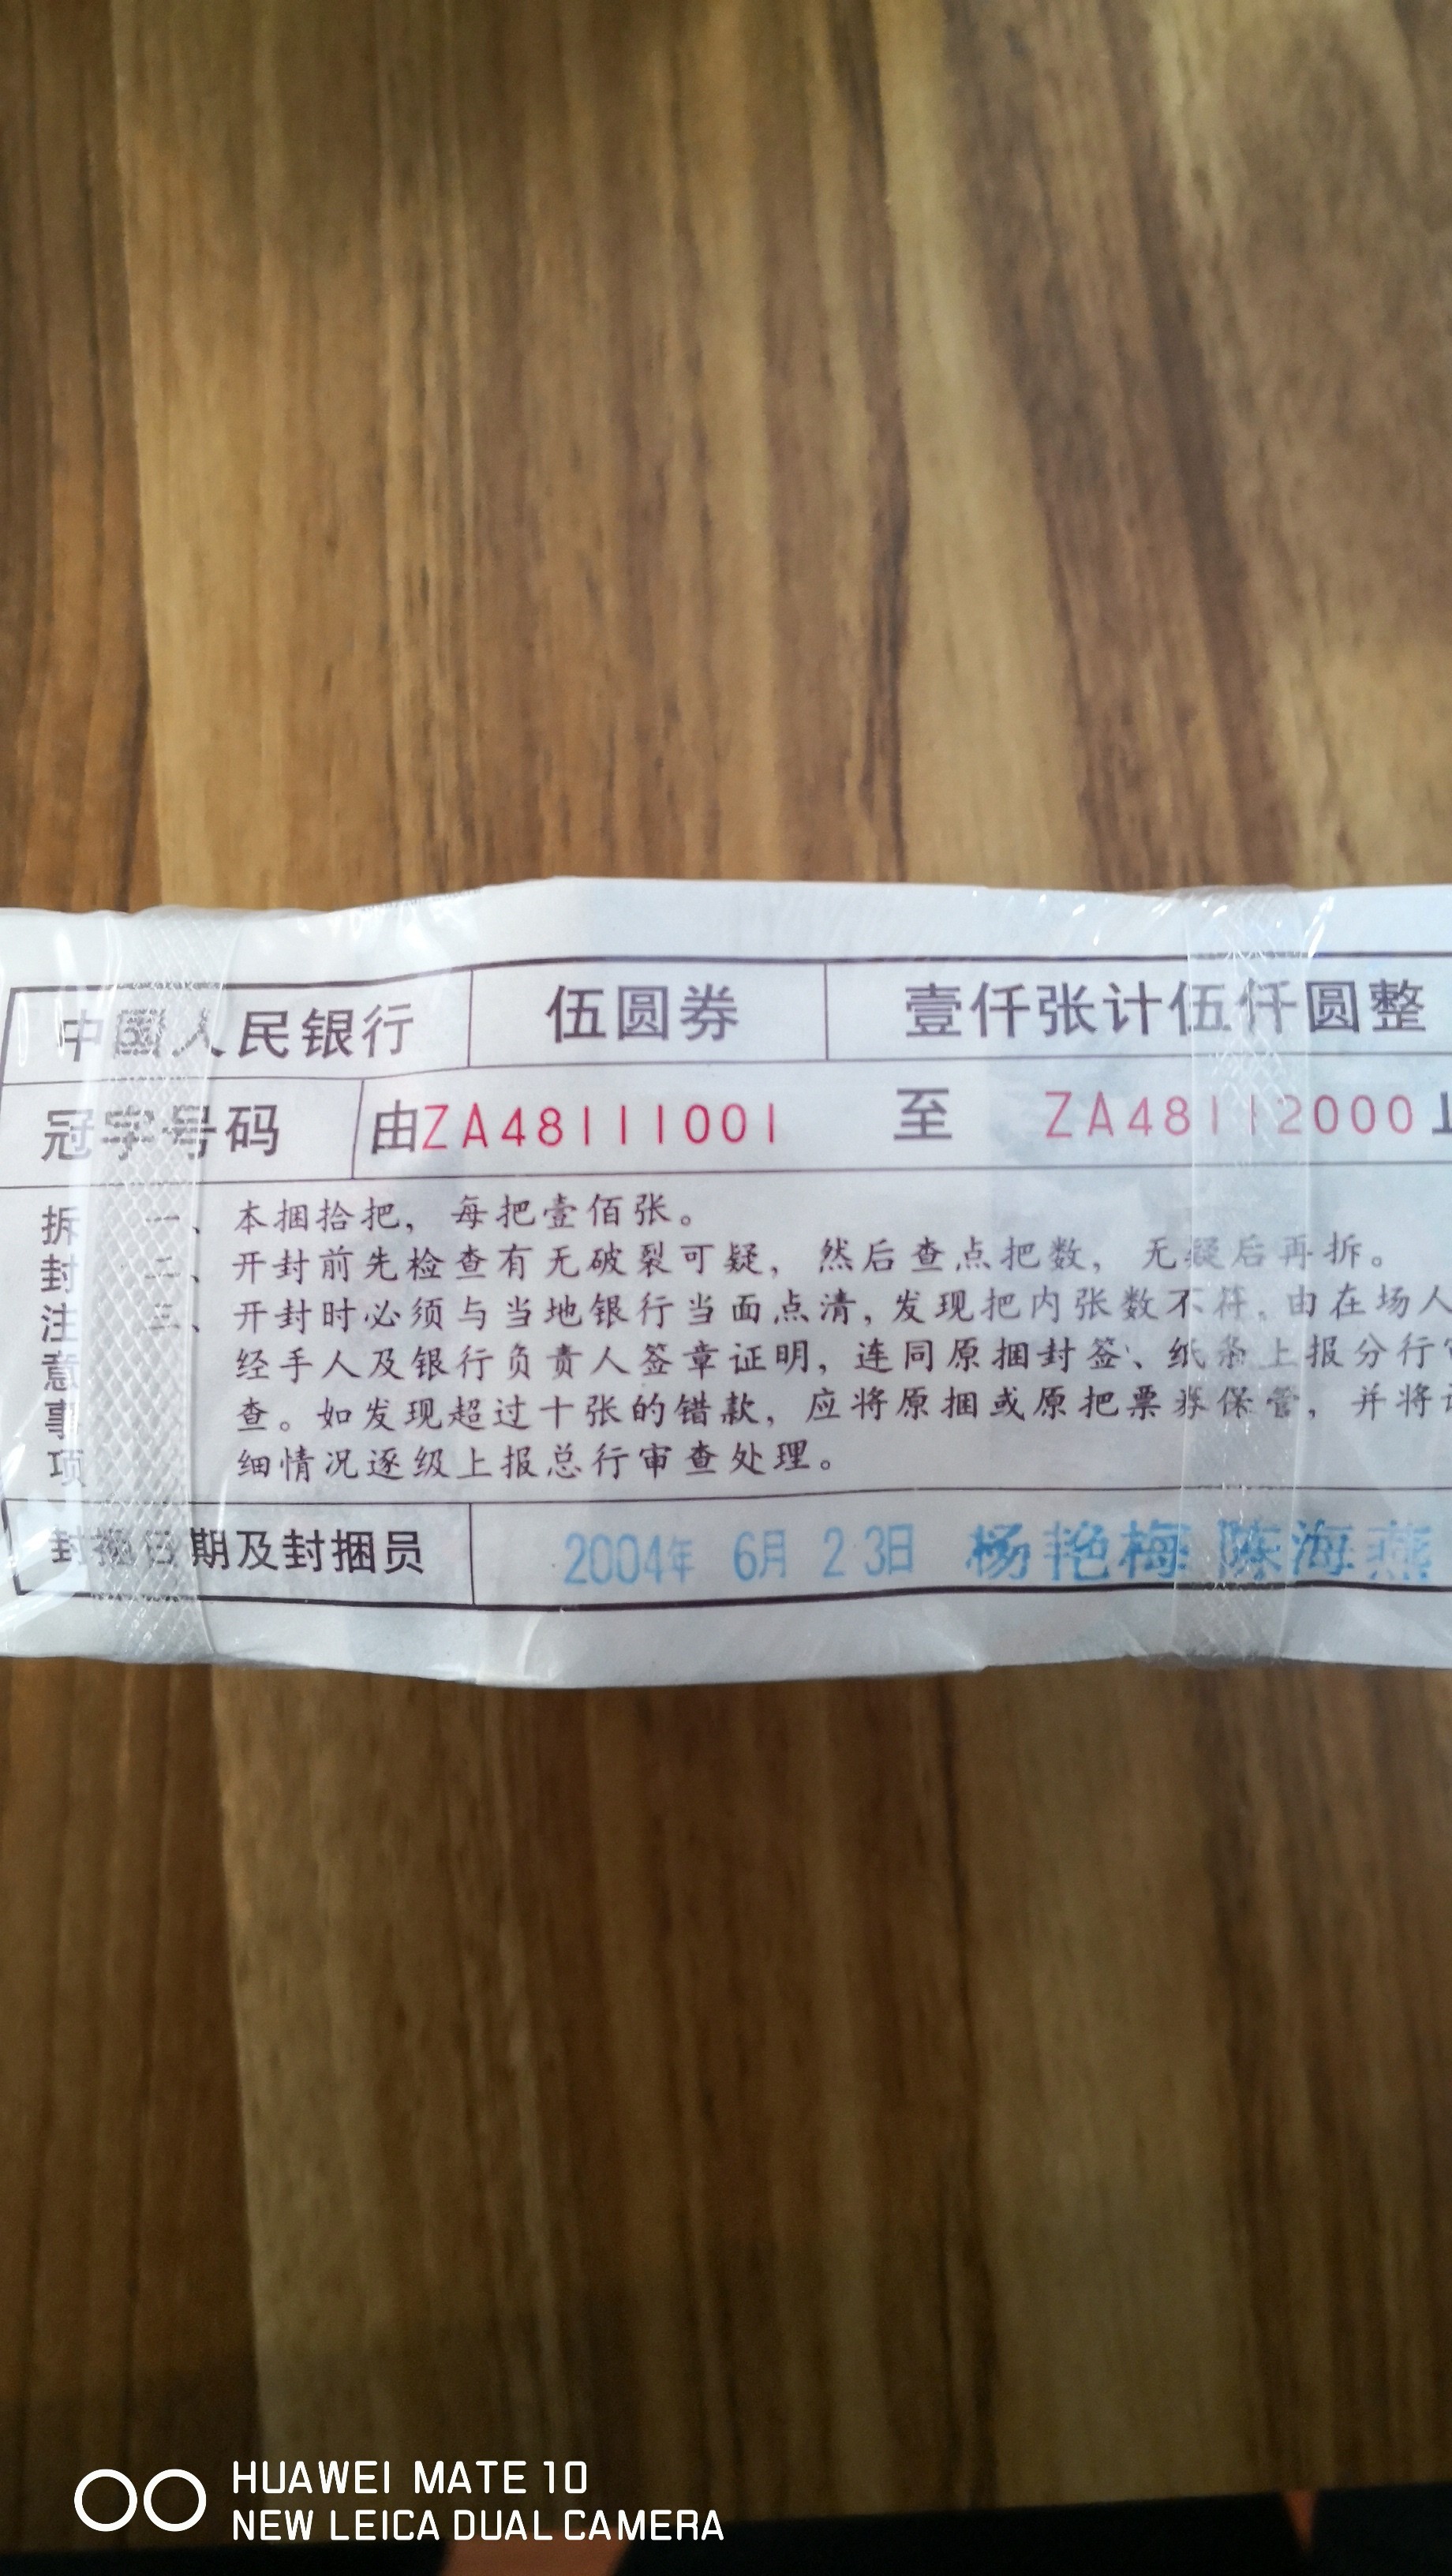 中国人民银行 伍圆券 壹仟张计伍仟圆整
冠字号码 由ZA48111001 至 ZA48112000
拆封注意事项
一、本捆拾把，每把壹佰张。
二、开封前先检查有无破裂可疑，然后查点把数，无疑后再拆。
三、开封时必须与当地银行当面点清，发现把内张数不符，由在场人
经手人及银行负责人签章证明，连同原捆封签、纸条上报分行
查。如发现超过十张的错款，应将原捆或原把票券保管，并将
细情况逐级上报总行审查处理。
封捆日期及封捆员 2004年 6月 23日 杨艳梅 陈海燕
HUAWEI MATE 10
NEW LEICA DUAL CAMERA